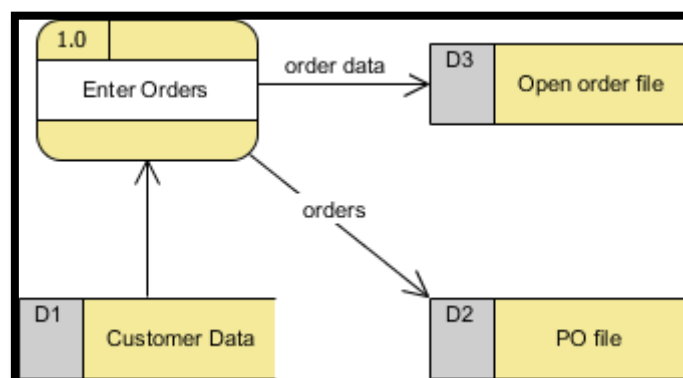 1.0
Enter Orders
order data
D3
Open order file
orders
D1
Customer Data
D2
PO file